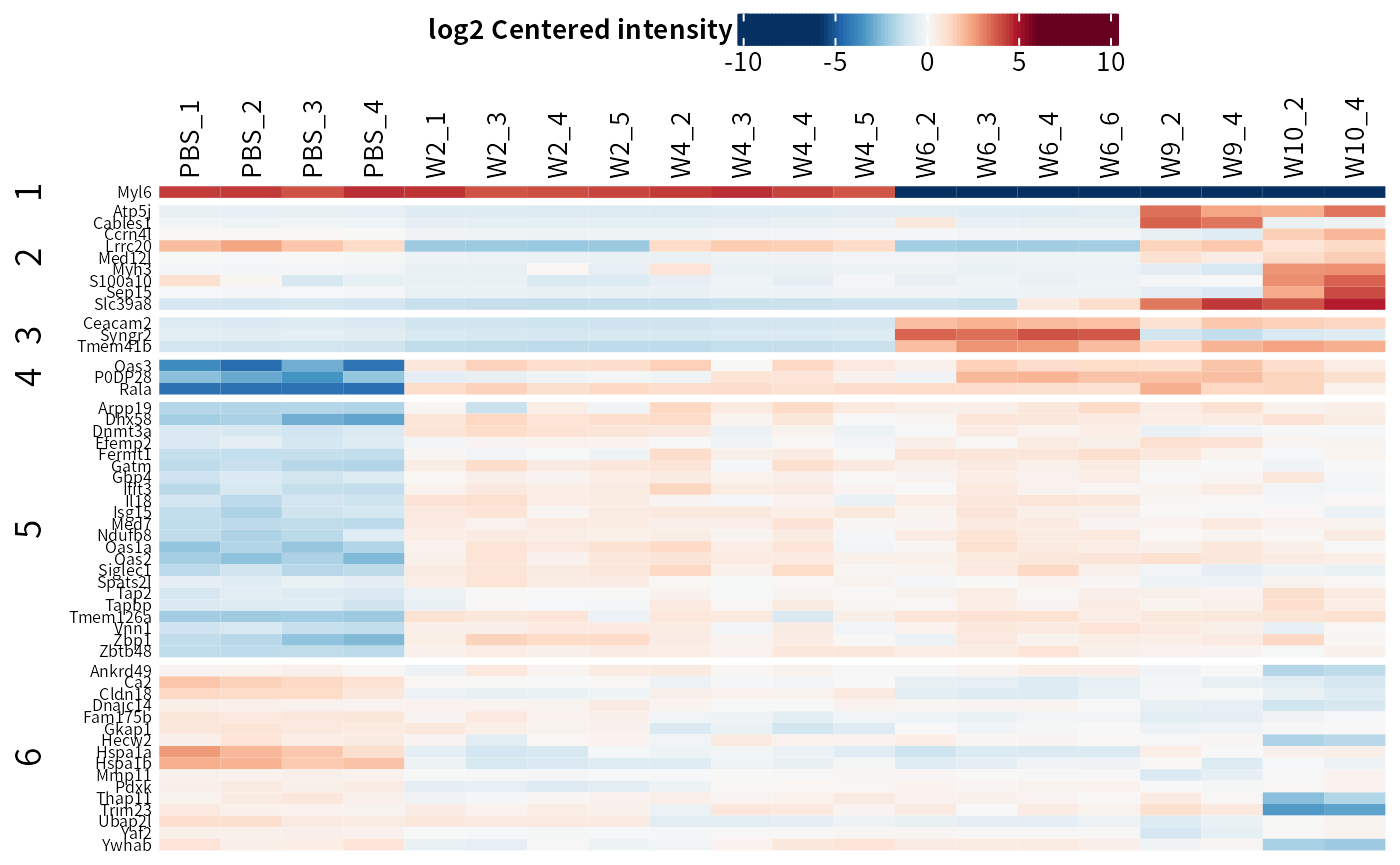 log2 Centered intensity
-10 -5 0 5 10
PBS_1 PBS_2 PBS_3 PBS_4 W2_1 W2_3 W2_4 W2_5 W4_2 W4_3 W4_4 W4_5 W6_2 W6_3 W6_4 W6_6 W9_2 W9_4 W10_2 W10_4
1
Myl6
2
Atp5j
Cables1
Ccrn4l
Lrrc20
Med12l
Myh3
S100a10
Sep15
Slc39a8
3
Ceacam2
Syngr2
Tmem41b
4
Oas3
P0DP28
Rala
5
Arpp19
Dhx58
Dnmt3a
Efemp2
Fermt1
Gatm
Gbp4
Ifit3
Il18
Isg15
Med7
Ndufb8
Oas1a
Oas2
Siglec1
Spats2l
Tap2
Tapbp
Tmem126a
Vnn1
Zbp1
Zbtb48
6
Ankrd49
Ca2
Cldn18
Dnajc14
Fam175b
Gkap1
Hecw2
Hspa1a
Hspa1b
Mmp11
Pdxk
Thap11
Trim23
Ubap2l
Yaf2
Ywhab